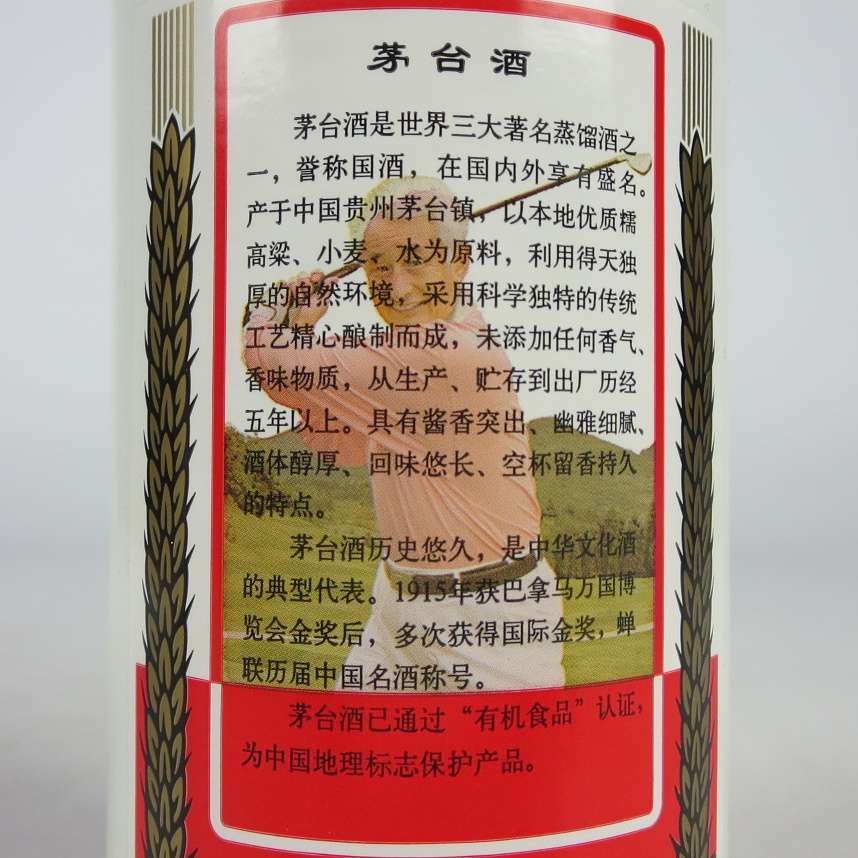 茅台酒
茅台酒是世界三大著名蒸馏酒之
一，誉称国酒，在国内外享有盛名。
产于中国贵州茅台镇，以本地优质糯
高粱、小麦、水为原料，利用得天独
厚的自然环境，采用科学独特的传统
工艺精心酿制而成，未添加任何香气、
香味物质，从生产、贮存到出厂历经
五年以上。具有酱香突出、幽雅细腻、
酒体醇厚、回味悠长、空杯留香持久
的特点。
茅台酒历史悠久，是中华文化酒
的典型代表。1915年获巴拿马万国博
览会金奖后，多次获得国际金奖，蝉
联历届中国名酒称号。
茅台酒已通过“有机食品”认证，
为中国地理标志保护产品。